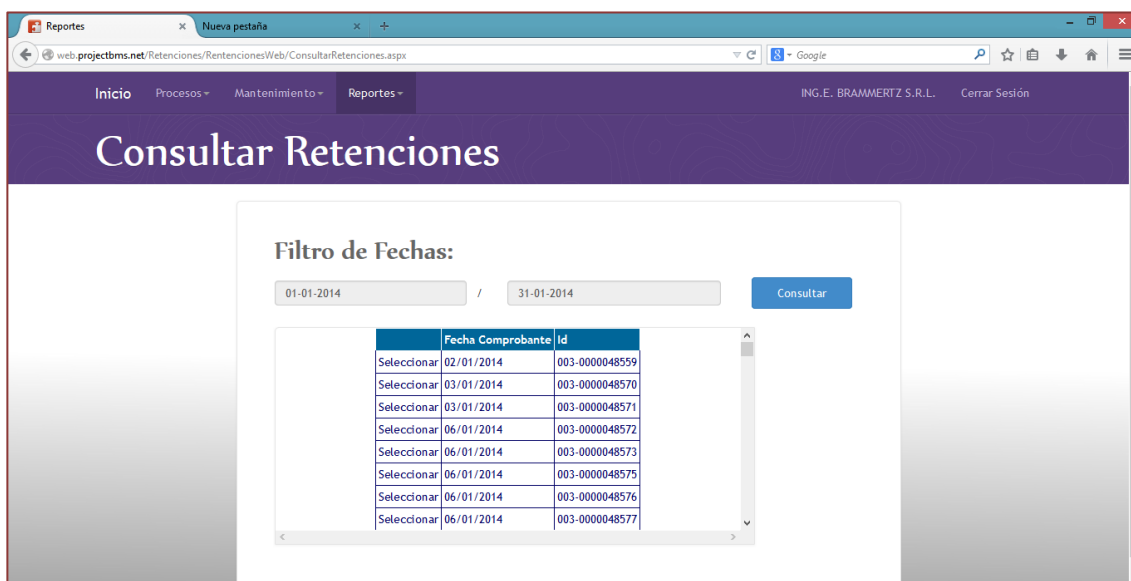 Reportes × Nueva pestaña × +
web.projectbms.net/Retenciones/RentencionesWeb/ConsultarRetenciones.aspx
8 Google
Inicio Procesos Mantenimiento Reportes ING.E. BRAMMERTZ S.R.L. Cerrar Sesión
Consultar Retenciones
Filtro de Fechas:
01-01-2014 / 31-01-2014 Consultar
Fecha Comprobante Id
Seleccionar 02/01/2014 003-0000048559
Seleccionar 03/01/2014 003-0000048570
Seleccionar 03/01/2014 003-0000048571
Seleccionar 06/01/2014 003-0000048572
Seleccionar 06/01/2014 003-0000048573
Seleccionar 06/01/2014 003-0000048575
Seleccionar 06/01/2014 003-0000048576
Seleccionar 06/01/2014 003-0000048577